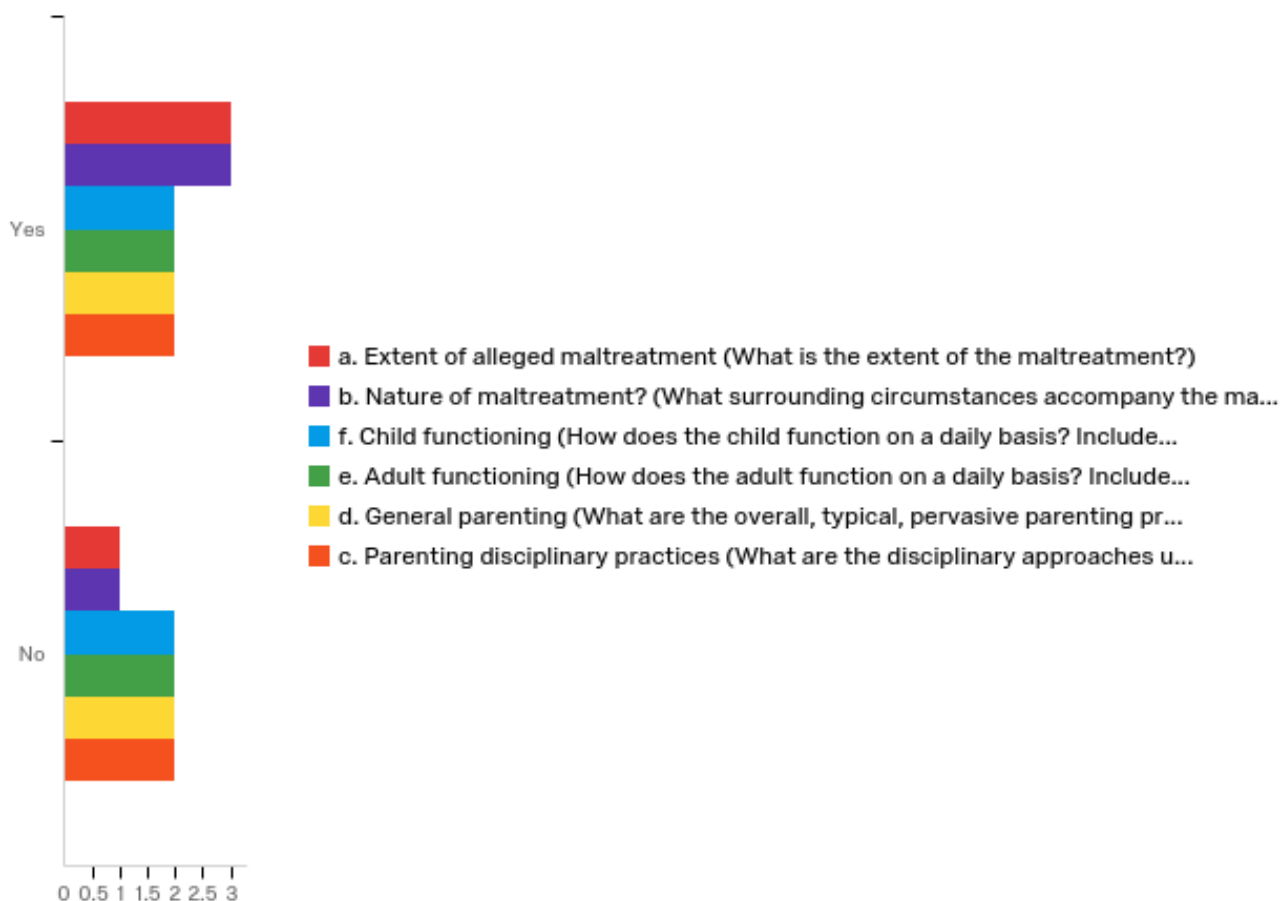 Yes
No
a. Extent of alleged maltreatment (What is the extent of the maltreatment?)
b. Nature of maltreatment? (What surrounding circumstances accompany the ma...
f. Child functioning (How does the child function on a daily basis? Include...
e. Adult functioning (How does the adult function on a daily basis? Include...
d. General parenting (What are the overall, typical, pervasive parenting pr...
c. Parenting disciplinary practices (What are the disciplinary approaches u...
0 0.5 1 1.5 2 2.5 3